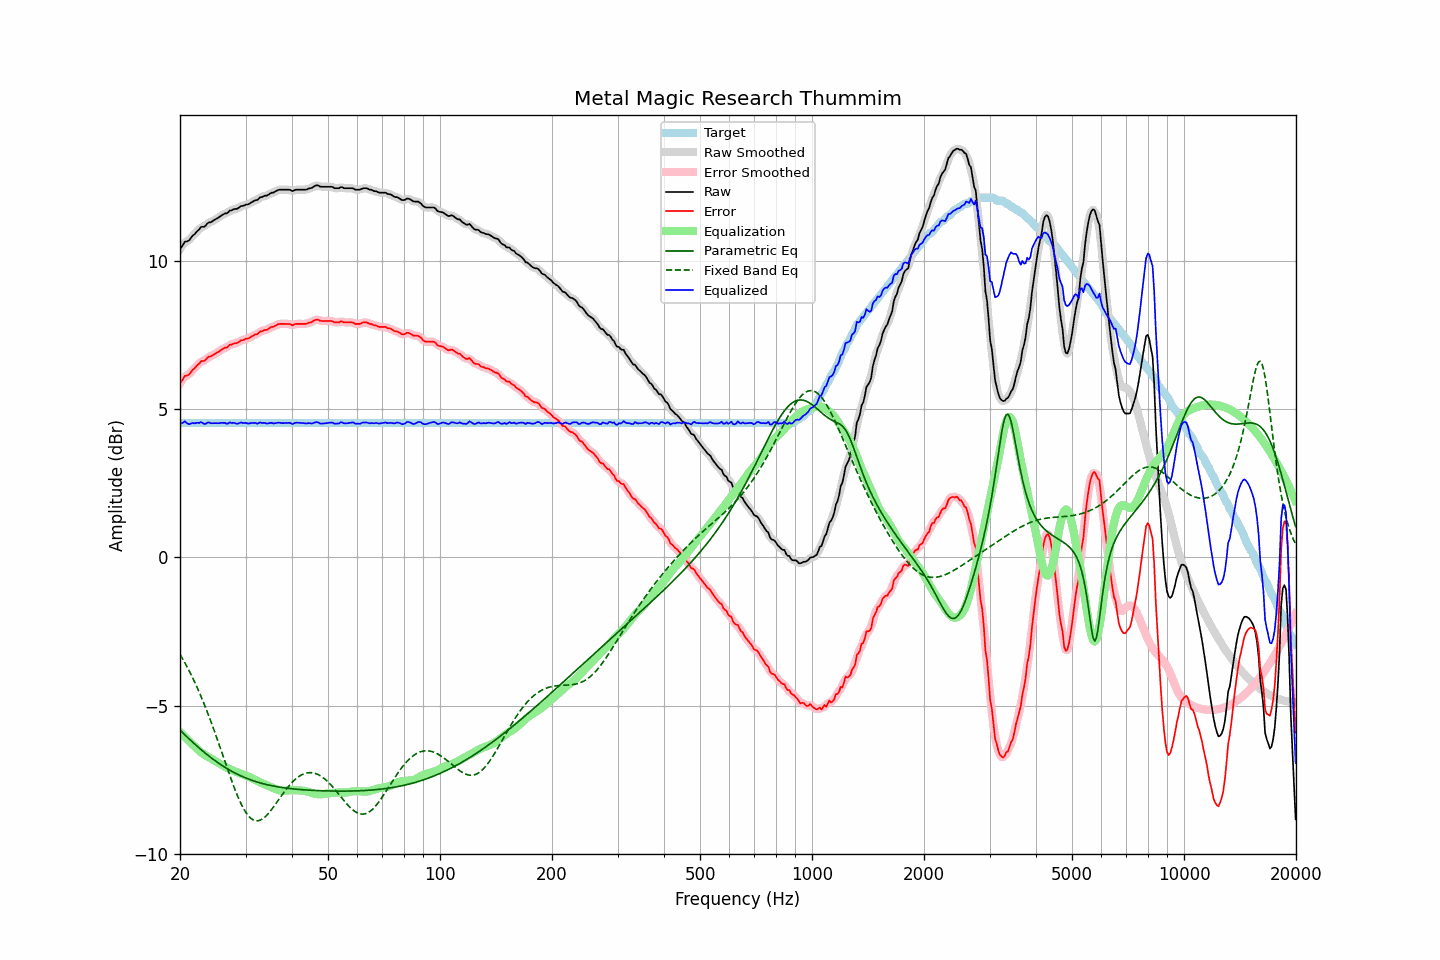 Metal Magic Research Thummim
Target
Raw Smoothed
Error Smoothed
Raw
Error
Equalization
Parametric Eq
Fixed Band Eq
Equalized
Amplitude (dBr)
10
5
0
−5
−10
20 50 100 200 500 1000 2000 5000 10000 20000
Frequency (Hz)